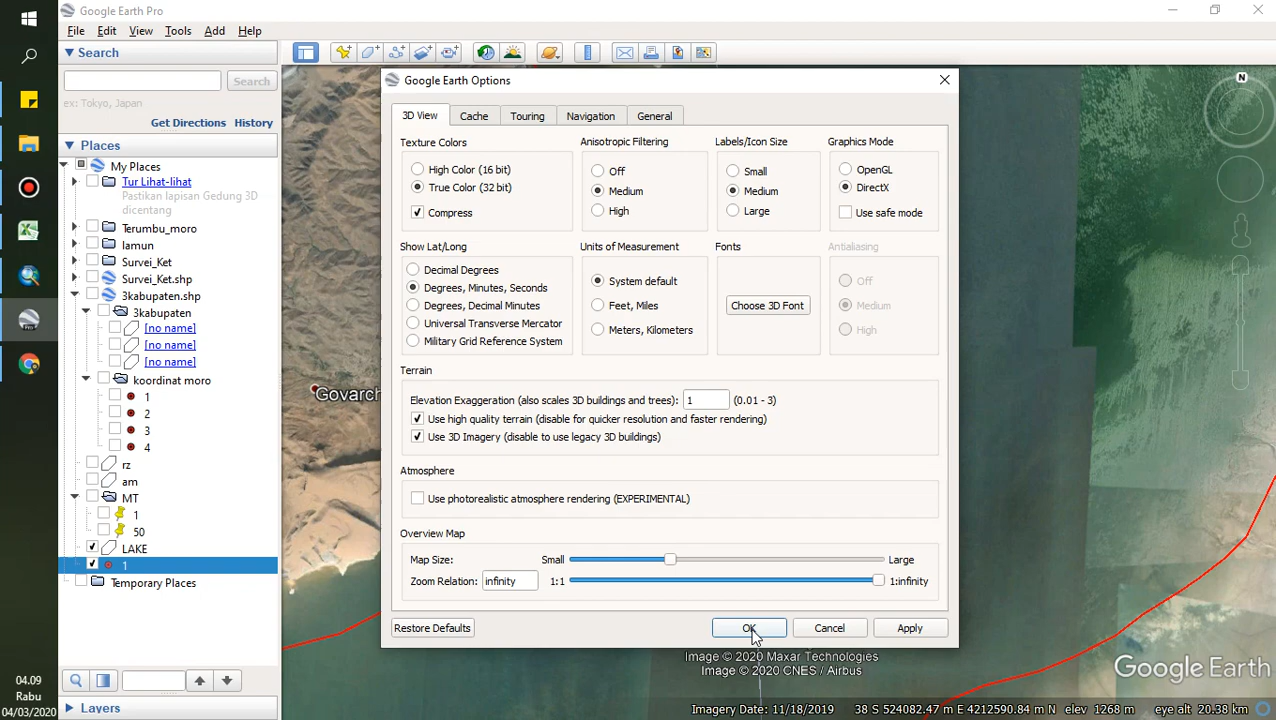 Google Earth Pro
File Edit View Tools Add Help
Search
Search
ex: Tokyo, Japan
Get Directions History
Places
My Places
Tur Lihat-lihat
Pastikan lapisan Gedung 3D
dicentang
Terumbu_moro
lamun
Survei_Ket
Survei_Ket.shp
3kabupaten.shp
3kabupaten
[no name]
[no name]
[no name]
koordinat moro
1
2
3
4
rz
am
MT
1
50
LAKE
1
Temporary Places
Layers
04.09
Rabu
04/03/2020
Pro
Google Earth Options
3D View Cache Touring Navigation General
Texture Colors Anisotropic Filtering Labels/Icon Size Graphics Mode
High Color (16 bit) Off Small OpenGL
True Color (32 bit) Medium Medium DirectX
Compress High Large Use safe mode
Show Lat/Long Units of Measurement Fonts Antialiasing
Decimal Degrees System default Off
Degrees, Minutes, Seconds Feet, Miles Choose 3D Font Medium
Degrees, Decimal Minutes Meters, Kilometers High
Universal Transverse Mercator
Military Grid Reference System
Terrain
Elevation Exaggeration (also scales 3D buildings and trees): 1 (0.01 - 3)
Use high quality terrain (disable for quicker resolution and faster rendering)
Use 3D Imagery (disable to use legacy 3D buildings)
Atmosphere
Use photorealistic atmosphere rendering (EXPERIMENTAL)
Overview Map
Map Size: Small Large
Zoom Relation: infinity 1:1 1:infinity
Restore Defaults OK Cancel Apply
Govarch
N
Image © 2020 Maxar Technologies
Image © 2020 CNES / Airbus
Google Earth
Imagery Date: 11/18/2019 38 S 524082.47 m E 4212590.84 m N elev 1268 m eye alt 20.38 km